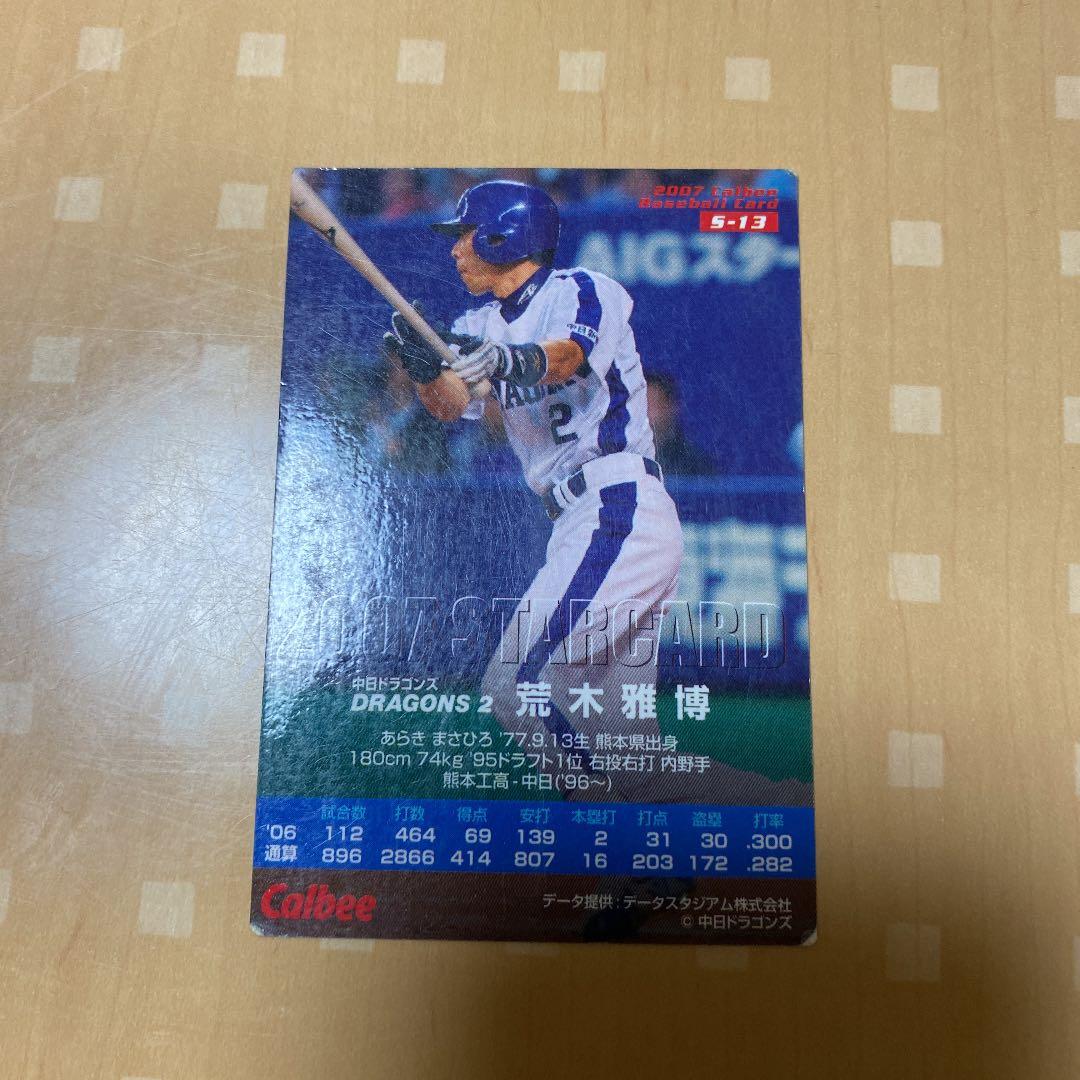 2007 Calbee
Baseball Card
S-13
AIGスター
中日新
2
2007 STARCARD
中日ドラゴンズ
DRAGONS 2 荒木雅博
あらき まさひろ '77.9.13生 熊本県出身
180cm 74kg '95ドラフト1位 右投右打 内野手
熊本工高-中日('96〜)
試合数 打数 得点 安打 本塁打 打点 盗塁 打率
'06 112 464 69 139 2 31 30 .300
通算 896 2866 414 807 16 203 172 .282
Calbee
データ提供:データスタジアム株式会社
© 中日ドラゴンズ